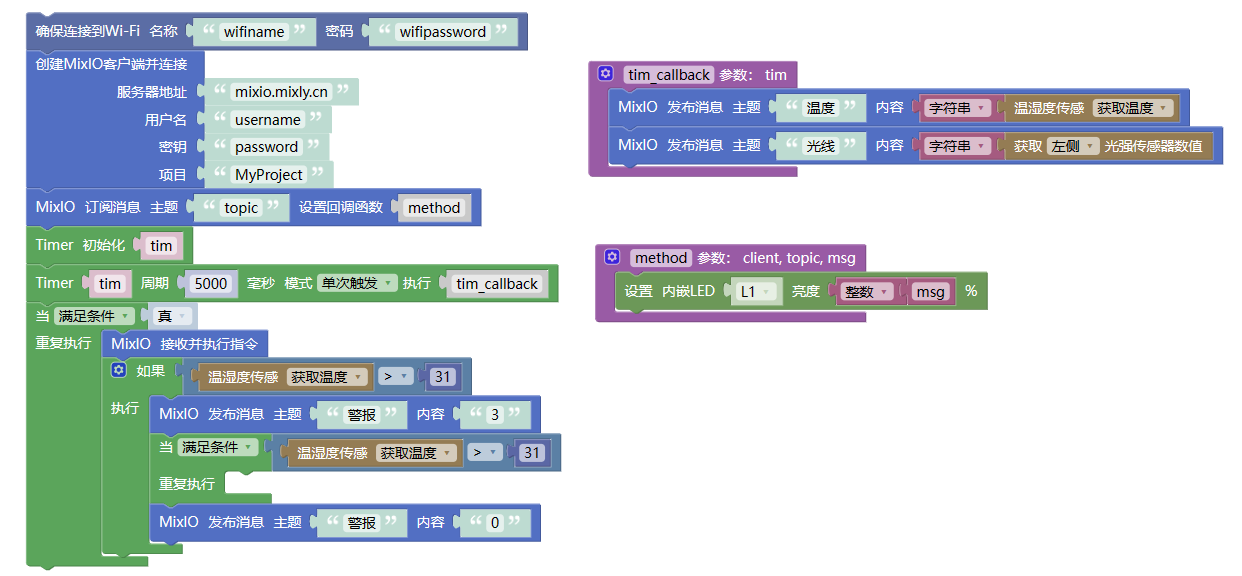 确保连接到Wi-Fi 名称 “ wifiname ” 密码 “ wifipassword ”
创建MixIO客户端并连接
服务器地址 “ mixio.mixly.cn ”
用户名 “ username ”
密钥 “ password ”
项目 “ MyProject ”
MixIO 订阅消息 主题 “ topic ” 设置回调函数 method
Timer 初始化 tim
Timer tim 周期 5000 毫秒 模式 单次触发 执行 tim_callback
当 满足条件 真
重复执行 MixIO 接收并执行指令
如果 温湿度传感 获取温度 > 31
执行 MixIO 发布消息 主题 “ 警报 ” 内容 “ 3 ”
当 满足条件 温湿度传感 获取温度 > 31
重复执行
MixIO 发布消息 主题 “ 警报 ” 内容 “ 0 ”
tim_callback 参数： tim
MixIO 发布消息 主题 “ 温度 ” 内容 字符串 温湿度传感 获取温度
MixIO 发布消息 主题 “ 光线 ” 内容 字符串 获取 左侧 光强传感器数值
method 参数： client, topic, msg
设置 内嵌LED L1 亮度 整数 msg %